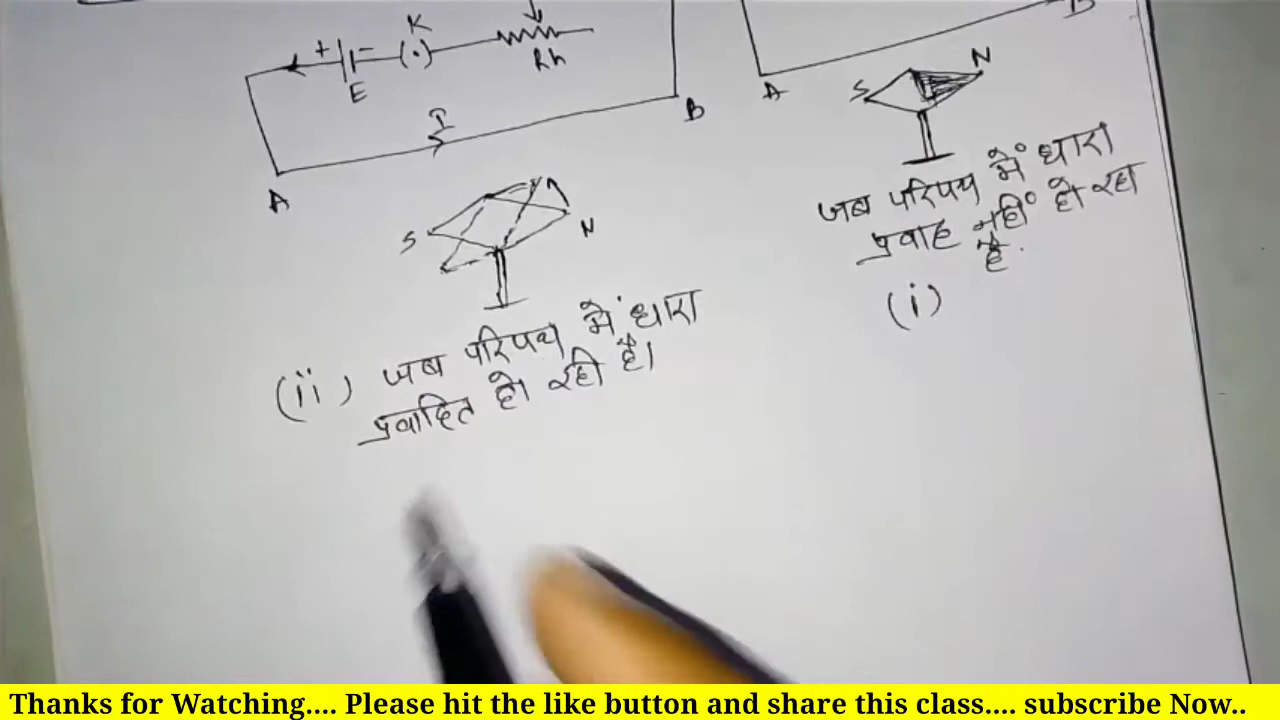 K
+ -
E
Rh
I
A
B
S
N
(ii) जब परिपथ में धारा
प्रवाहित हो रही है।
B
A
S
N
जब परिपथ में धारा
प्रवाह नहीं हो रहा
है.
(i)
Thanks for Watching.... Please hit the like button and share this class.... subscribe Now..